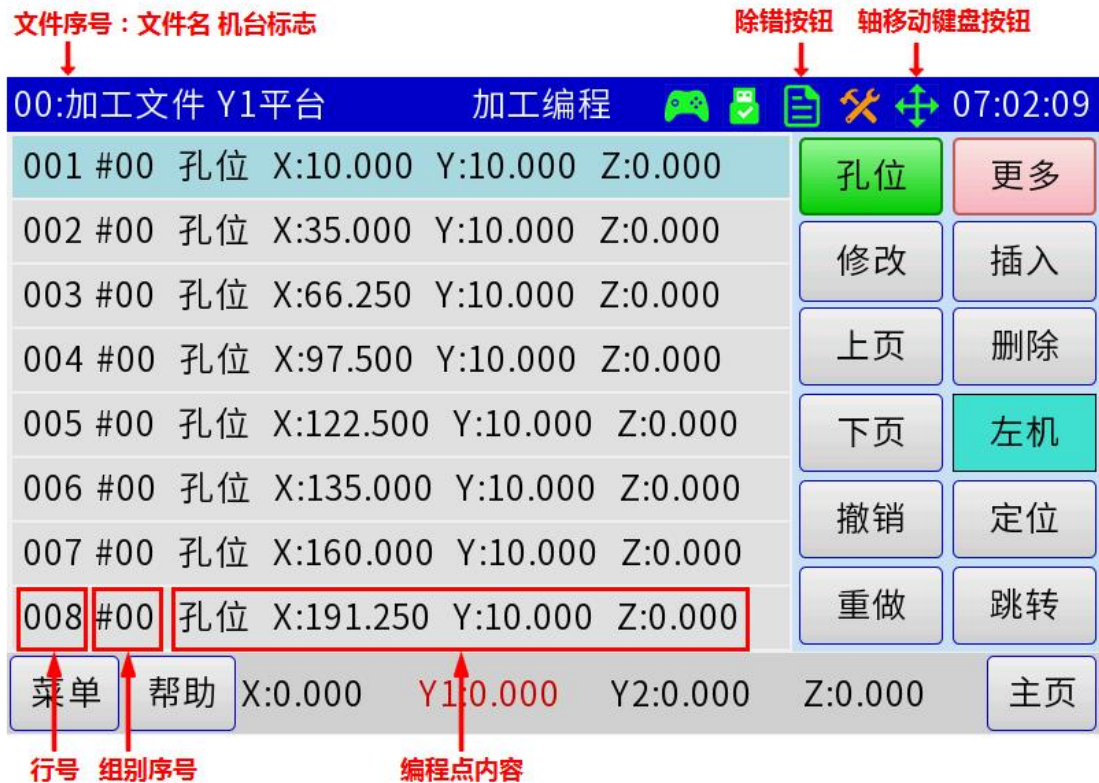 文件序号：文件名 机台标志
除错按钮 轴移动键盘按钮
00:加工文件 Y1平台 加工编程 07:02:09
001 #00 孔位 X:10.000 Y:10.000 Z:0.000
002 #00 孔位 X:35.000 Y:10.000 Z:0.000
003 #00 孔位 X:66.250 Y:10.000 Z:0.000
004 #00 孔位 X:97.500 Y:10.000 Z:0.000
005 #00 孔位 X:122.500 Y:10.000 Z:0.000
006 #00 孔位 X:135.000 Y:10.000 Z:0.000
007 #00 孔位 X:160.000 Y:10.000 Z:0.000
008 #00 孔位 X:191.250 Y:10.000 Z:0.000
孔位 更多
修改 插入
上页 删除
下页 左机
撤销 定位
重做 跳转
菜单 帮助 X:0.000 Y1:0.000 Y2:0.000 Z:0.000 主页
行号 组别序号 编程点内容